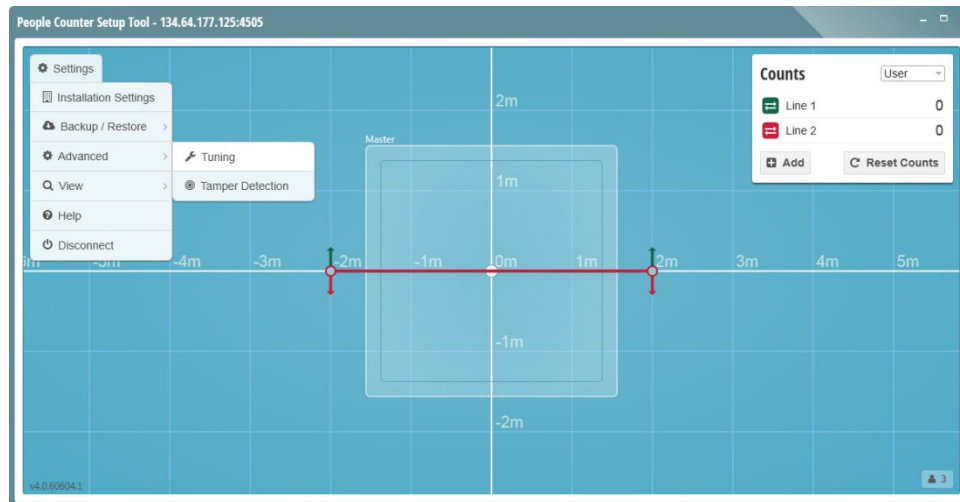 People Counter Setup Tool - 134.64.177.125:4505
Settings
Installation Settings
Backup / Restore
Advanced
Tuning
View
Tamper Detection
Help
Disconnect
Master
2m
1m
-4m -3m -2m -1m 0m 1m 2m 3m 4m 5m
-1m
-2m
Counts
User
Line 1 0
Line 2 0
Add
Reset Counts
v4.0.60604.1
3